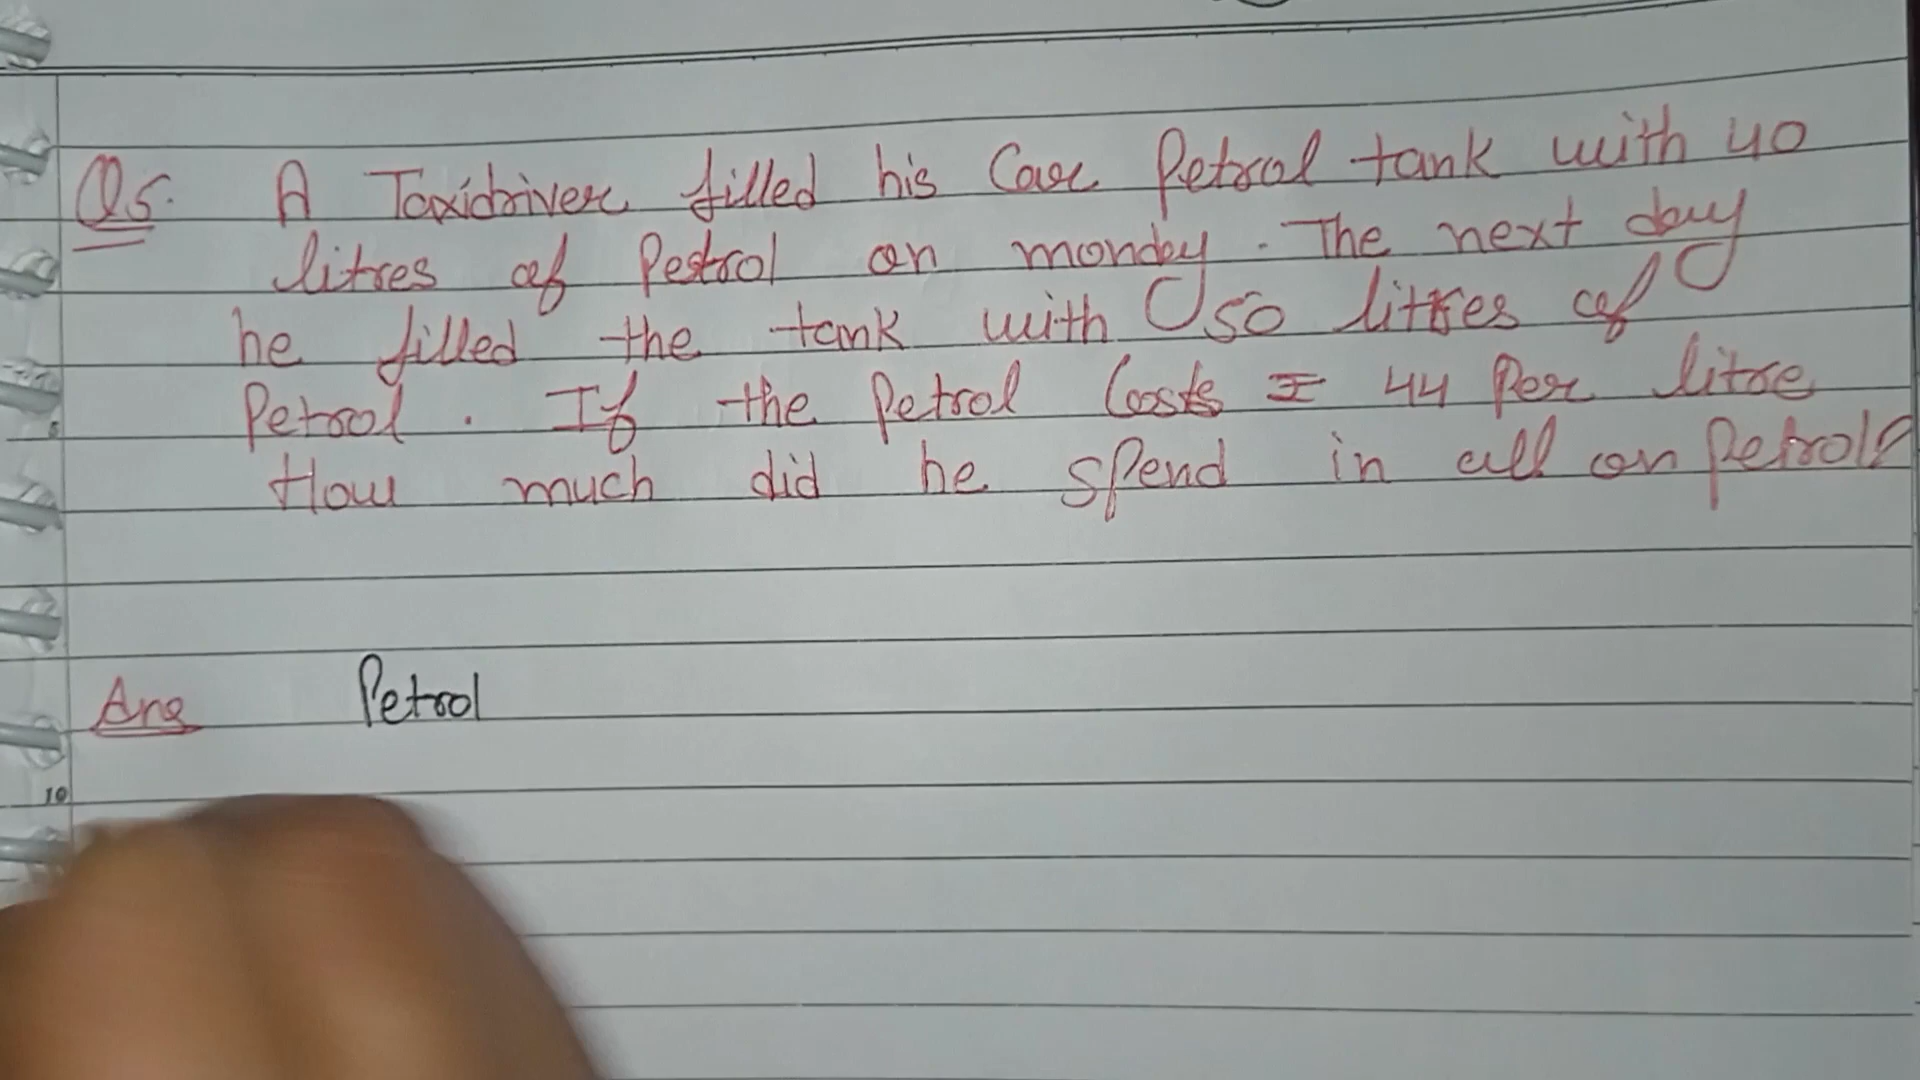 Q5. A Taxidriver filled his Car Petrol tank with 40
litres of Pestrol on monday. The next day
he filled the tank with 50 litres of
Petrol. If the Petrol Costs ₹ 44 Per litre
How much did he spend in all on Petrol?
Ans Petrol
10